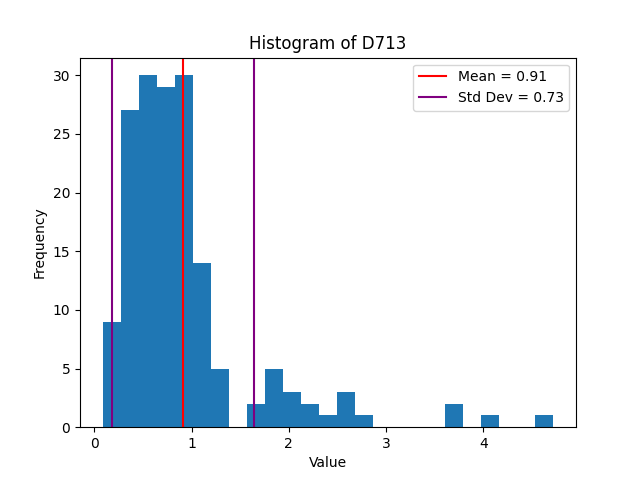 Histogram of D713
Mean = 0.91
Std Dev = 0.73
Frequency
30
25
20
15
10
5
0
0 1 2 3 4
Value